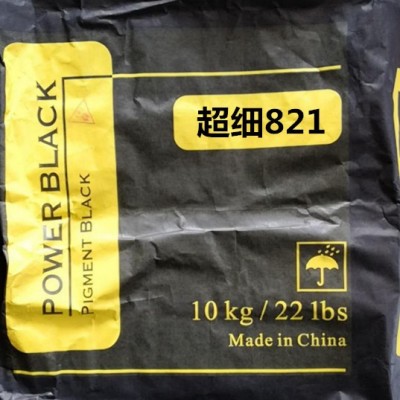 POWER BLACK
PIGMENT BLACK
超细821
10 kg / 22 lbs
Made in China